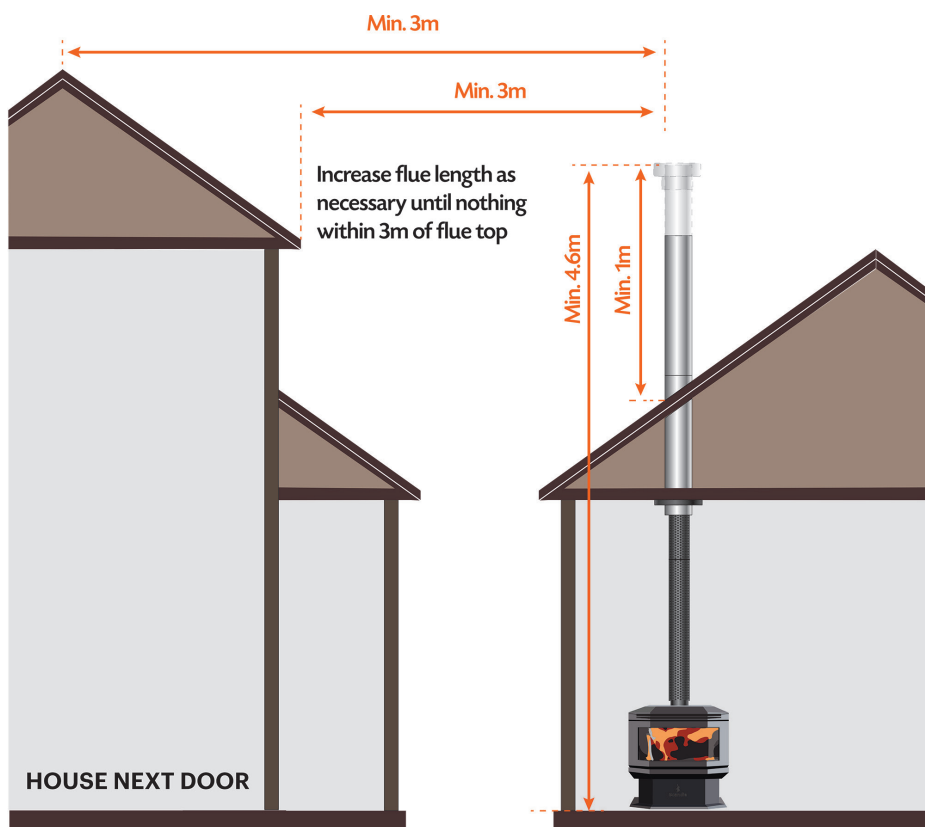 Min. 3m
Min. 3m
Increase flue length as
necessary until nothing
within 3m of flue top
Min. 4.6m
Min. 1m
HOUSE NEXT DOOR